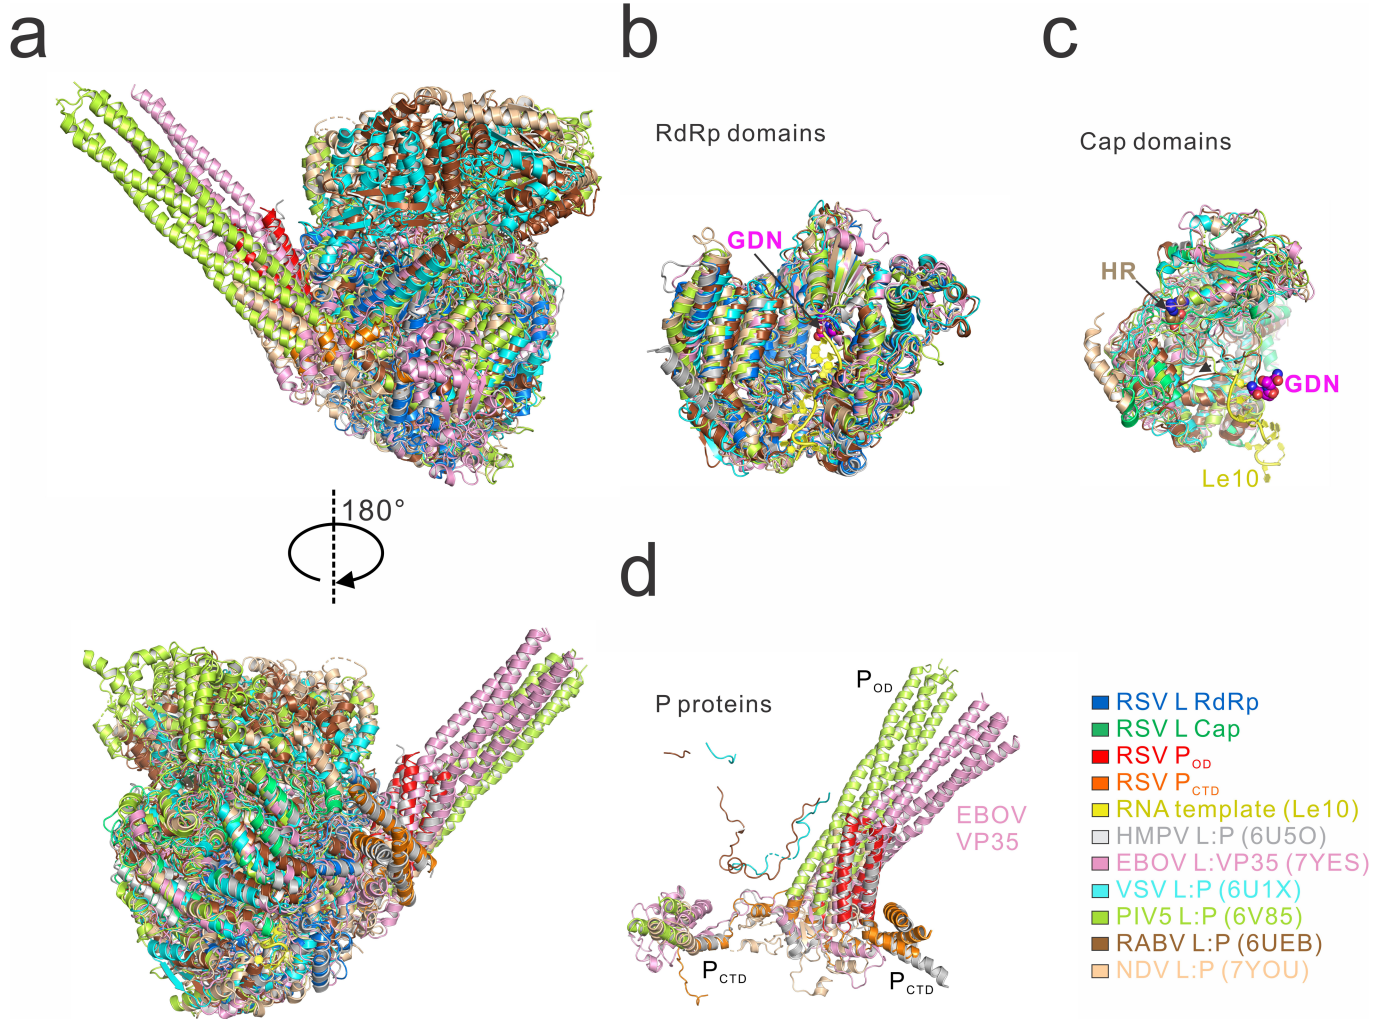 a
b
c
RdRp domains
Cap domains
GDN
HR
GDN
Le10
180°
d
P proteins
POD
EBOV
VP35
PCTD
PCTD
RSV L RdRp
RSV L Cap
RSV POD
RSV PCTD
RNA template (Le10)
HMPV L:P (6U5O)
EBOV L:VP35 (7YES)
VSV L:P (6U1X)
PIV5 L:P (6V85)
RABV L:P (6UEB)
NDV L:P (7YOU)